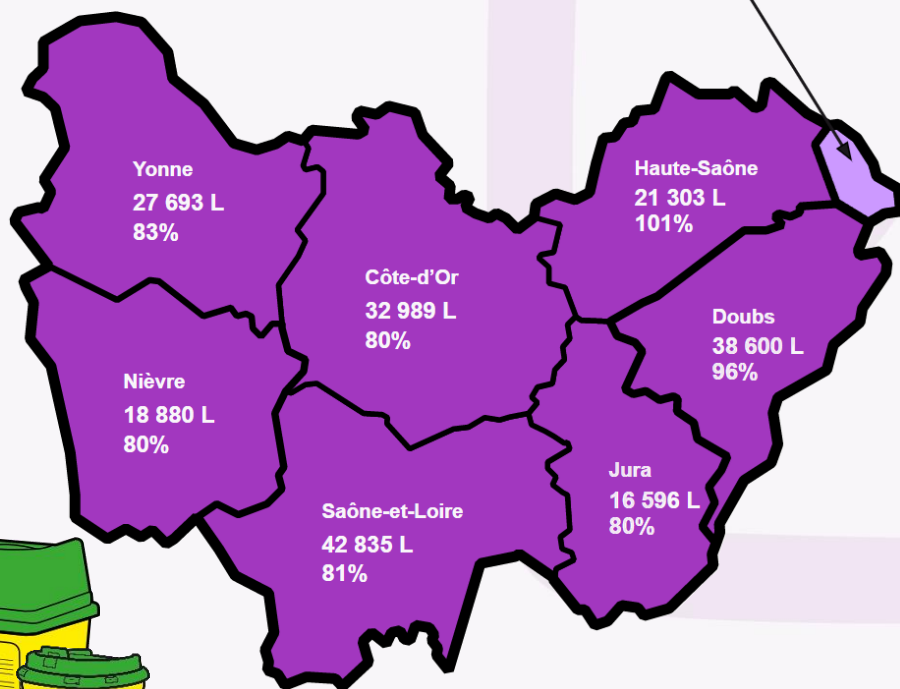 Yonne
27 693 L
83%
Haute-Saône
21 303 L
101%
Côte-d'Or
32 989 L
80%
Doubs
38 600 L
96%
Nièvre
18 880 L
80%
Jura
16 596 L
80%
Saône-et-Loire
42 835 L
81%